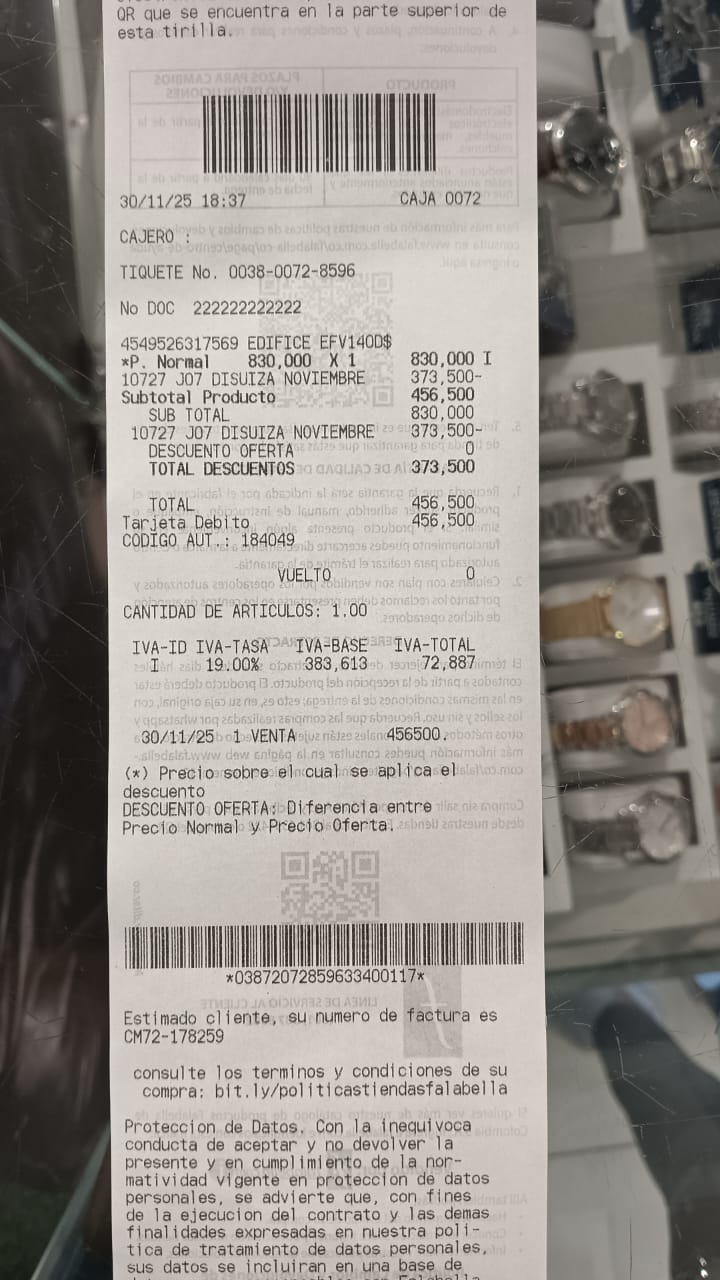 QR que se encuentra en la parte superior de
esta tirilla.
30/11/25 18:37 CAJA 0072
CAJERO :
TIQUETE No. 0038-0072-8596
No DOC 222222222222
4549526317569 EDIFICE EFV140D$
*P. Normal 830,000 X 1 830,000 I
10727 J07 DISUIZA NOVIEMBRE 373,500-
Subtotal Producto 456,500
SUB TOTAL 830,000
10727 J07 DISUIZA NOVIEMBRE 373,500-
DESCUENTO OFERTA 0
TOTAL DESCUENTOS 373,500
TOTAL 456,500
Tarjeta Debito 456,500
CODIGO AUT.: 184049
VUELTO 0
CANTIDAD DE ARTICULOS: 1.00
IVA-ID IVA-TASA IVA-BASE IVA-TOTAL
I 19.00% 383,613 72,887
30/11/25 1 VENTA 456500.
(*) Precio sobre el cual se aplica el
descuento
DESCUENTO OFERTA: Diferencia entre
Precio Normal y Precio Oferta.
*03872072859633400117*
Estimado cliente, su numero de factura es
CM72-178259
consulte los terminos y condiciones de su
compra: bit.ly/politicastiendasfalabella
Proteccion de Datos. Con la inequivoca
conducta de aceptar y no devolver la
presente y en cumplimiento de la nor-
matividad vigente en proteccion de datos
personales, se advierte que, con fines
de la ejecucion del contrato y las demas
finalidades expresadas en nuestra poli-
tica de tratamiento de datos personales,
sus datos se incluiran en una base de